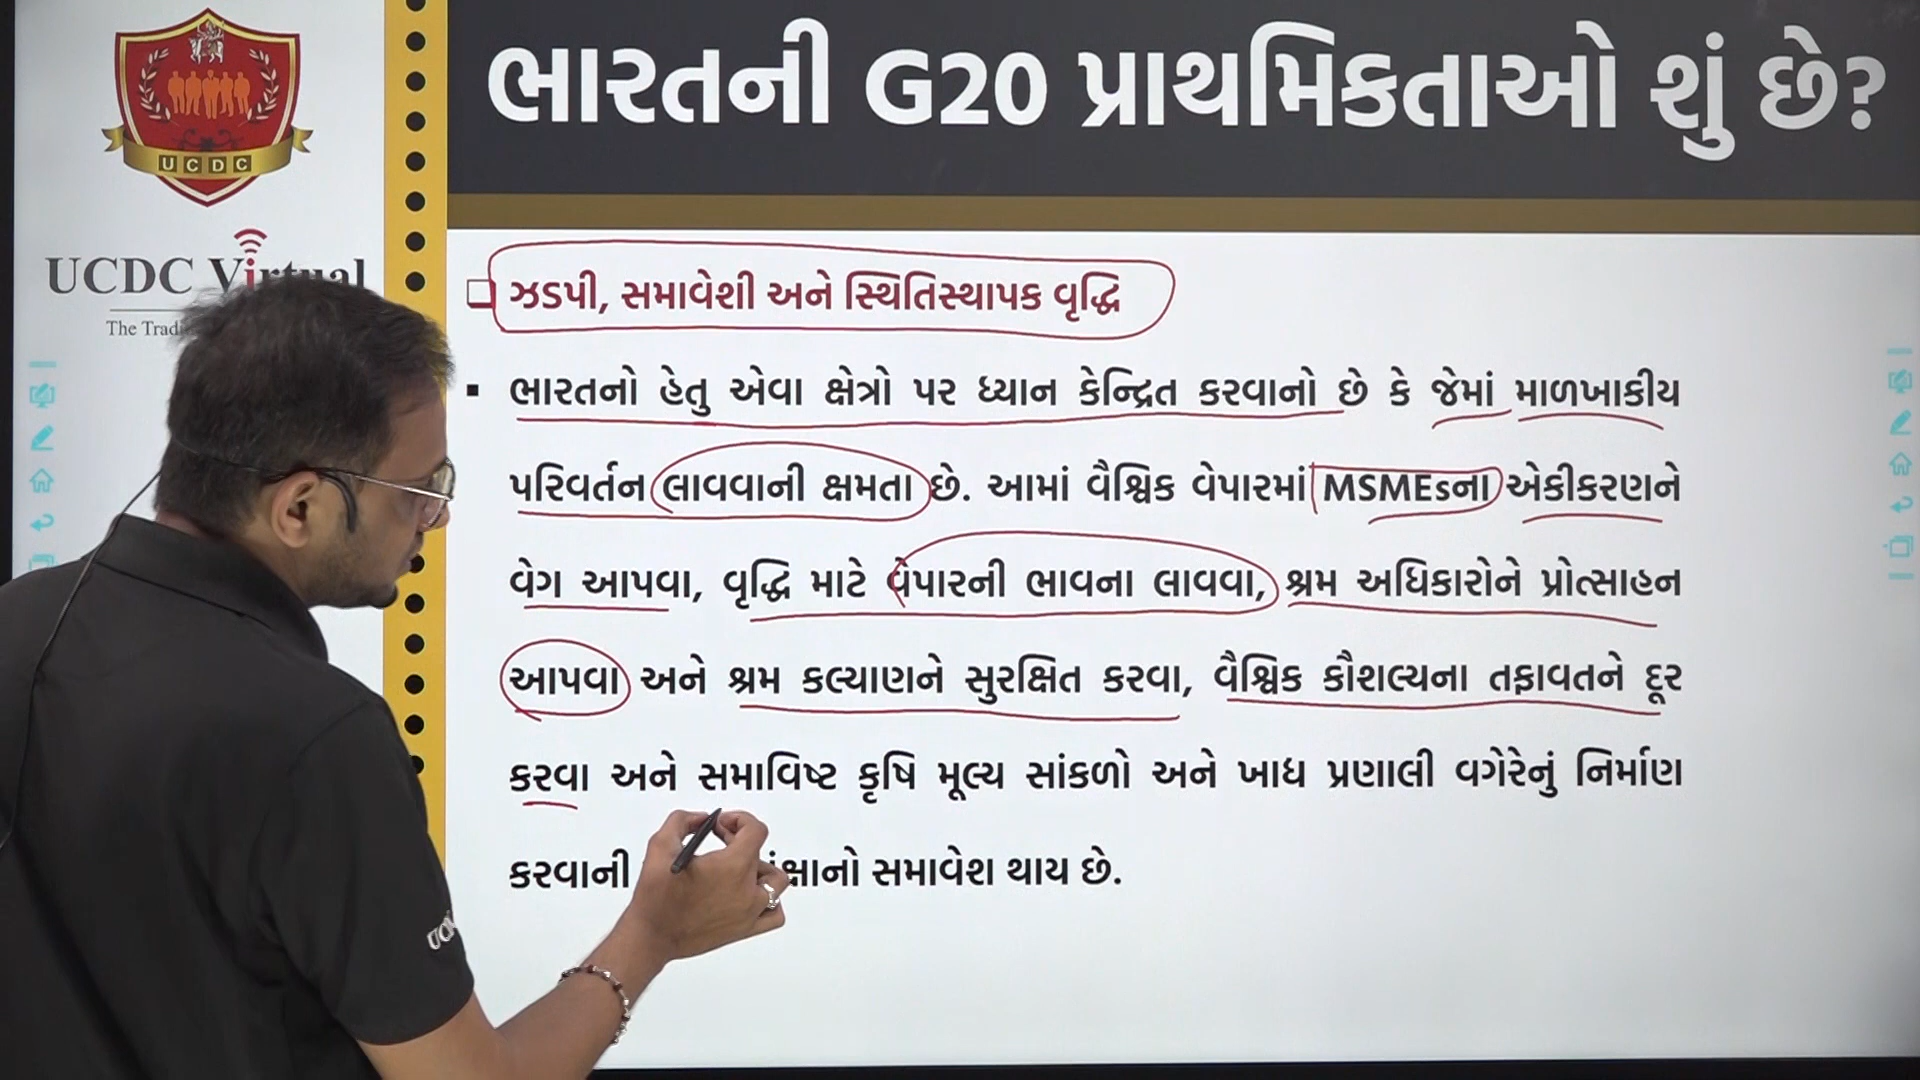 ભારતની G20 પ્રાથમિકતાઓ શું છે?
UCDC
UCDC Virtual
The
ઝડપી, સમાવેશી અને સ્થિતિસ્થાપક વૃદ્ધિ
ભારતનો હેતુ એવા ક્ષેત્રો પર ધ્યાન કેન્દ્રિત કરવાનો છે કે જેમાં માળખાકીય
પરિવર્તન લાવવાની ક્ષમતા છે. આમાં વૈશ્વિક વેપારમાં MSMEsના એકીકરણને
વેગ આપવા, વૃદ્ધિ માટે વેપારની ભાવના લાવવા, શ્રમ અધિકારોને પ્રોત્સાહન
આપવા અને શ્રમ કલ્યાણને સુરક્ષિત કરવા, વૈશ્વિક કૌશલ્યના તફાવતને દૂર
કરવા અને સમાવિષ્ટ કૃષિ મૂલ્ય સાંકળો અને ખાદ્ય પ્રણાલી વગેરેનું નિર્માણ
કરવાની સમાવેશ થાય છે.